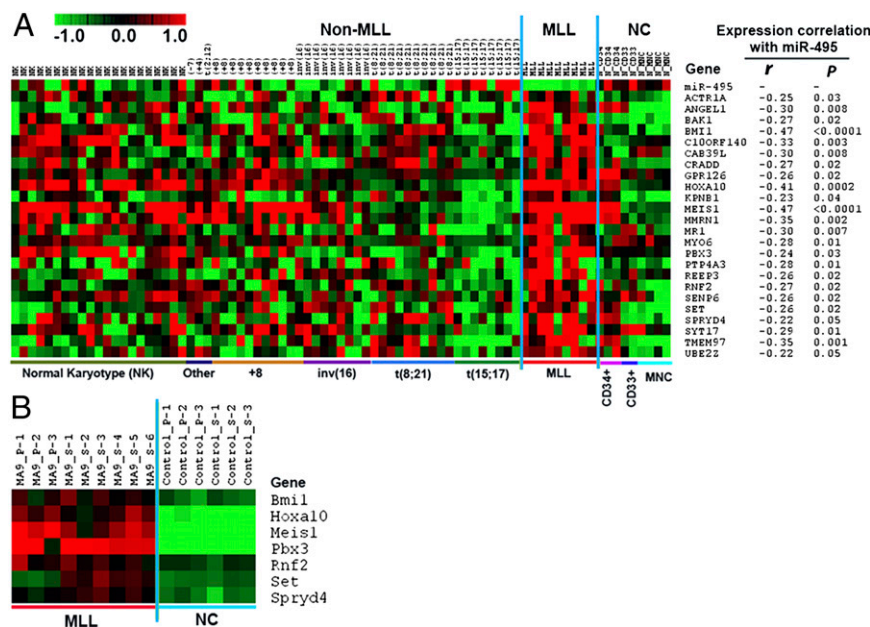 A
-1.0 0.0 1.0
Non-MLL MLL NC
Expression correlation
with miR-495
Gene r P
miR-495 - -
ACTR1A -0.25 0.03
ANGEL1 -0.30 0.008
BAK1 -0.27 0.02
BMI1 -0.47 <0.0001
C10ORF140 -0.33 0.003
CAB39L -0.30 0.008
CRADD -0.27 0.02
GPR126 -0.26 0.02
HOXA10 -0.41 0.0002
KPNB1 -0.23 0.04
MEIS1 -0.47 <0.0001
MMRN1 -0.35 0.002
MR1 -0.30 0.007
MYO6 -0.28 0.01
PBX3 -0.24 0.03
PTP4A3 -0.28 0.01
REEP3 -0.26 0.02
RNF2 -0.27 0.02
SENP6 -0.26 0.02
SET -0.26 0.02
SPRYD4 -0.22 0.05
SYT17 -0.29 0.01
TMEM97 -0.35 0.001
UBE2Z -0.22 0.05
Normal Karyotype (NK) Other +8 inv(16) t(8;21) t(15;17) MLL CD34+ CD33+ MNC
B
MA9_P-1 MA9_P-2 MA9_P-3 MA9_S-1 MA9_S-2 MA9_S-3 MA9_S-4 MA9_S-5 MA9_S-6 Control_P-1 Control_P-2 Control_P-3 Control_S-1 Control_S-2 Control_S-3
Gene
Bmi1
Hoxa10
Meis1
Pbx3
Rnf2
Set
Spryd4
MLL NC